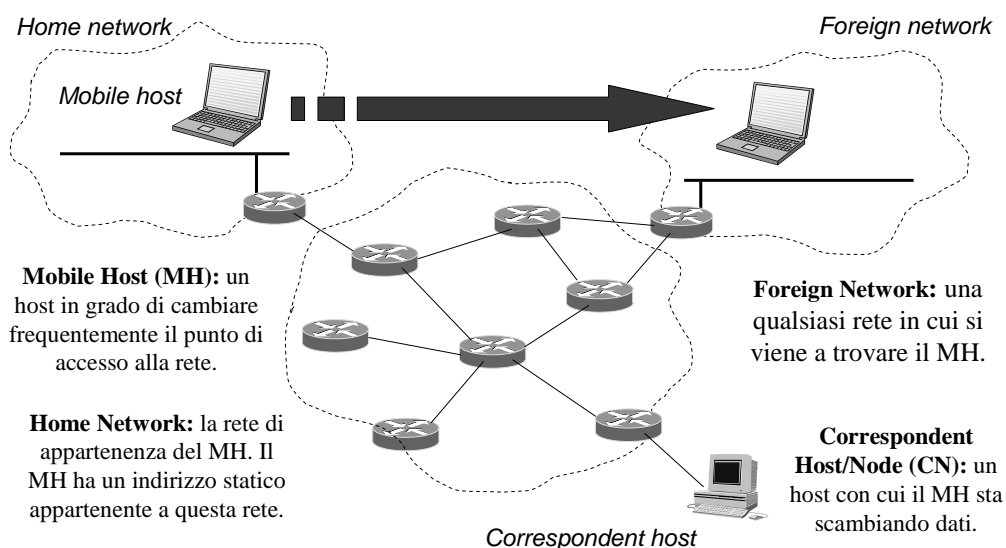 Home network
Foreign network
Mobile host
Mobile Host (MH): un
host in grado di cambiare
frequentemente il punto di
accesso alla rete.
Foreign Network: una
qualsiasi rete in cui si
viene a trovare il MH.
Home Network: la rete di
appartenenza del MH. Il
MH ha un indirizzo statico
appartenente a questa rete.
Correspondent
Host/Node (CN): un
host con cui il MH sta
scambiando dati.
Correspondent host